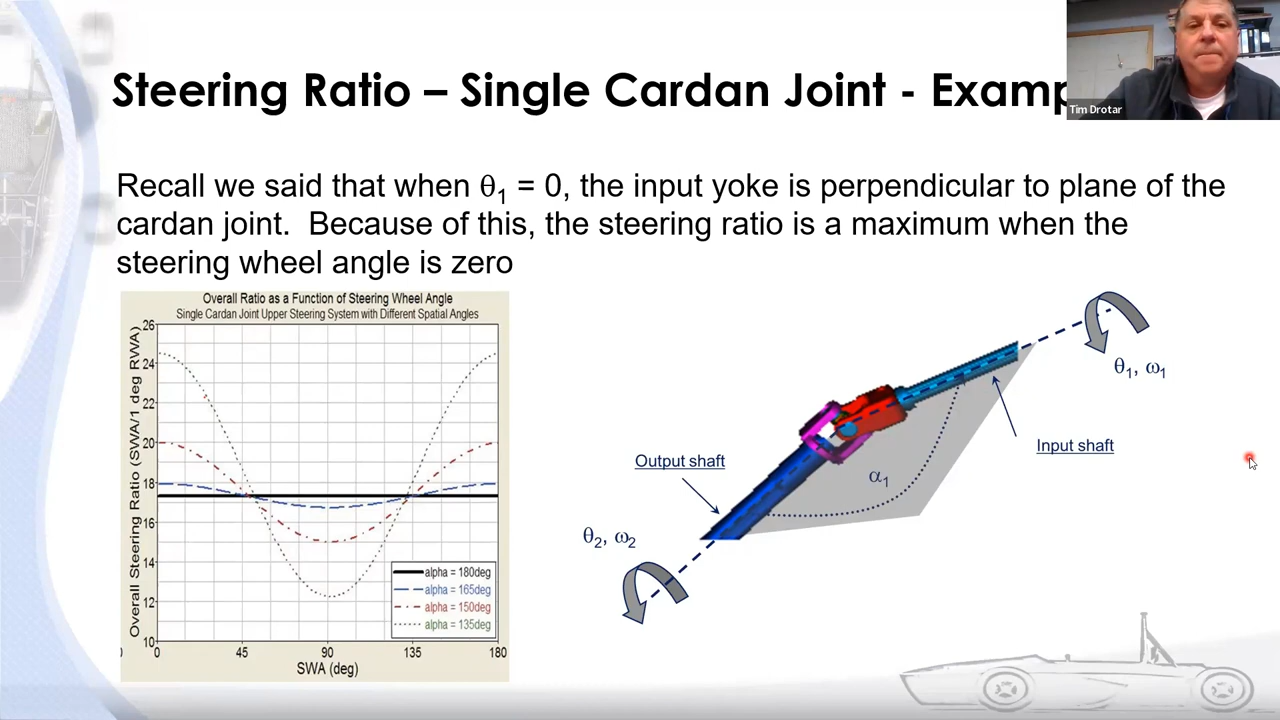 Steering Ratio – Single Cardan Joint - Examp
Tim Drotar
Recall we said that when θ₁ = 0, the input yoke is perpendicular to plane of the
cardan joint. Because of this, the steering ratio is a maximum when the
steering wheel angle is zero
Overall Ratio as a Function of Steering Wheel Angle
Single Cardan Joint Upper Steering System with Different Spatial Angles
Overall Steering Ratio (SWA/1 deg RWA)
26
24
22
20
18
16
14
12
10
alpha = 180deg
alpha = 165deg
alpha = 150deg
alpha = 135deg
0
45
90
135
180
SWA (deg)
θ₁, ω₁
Input shaft
Output shaft
α₁
θ₂, ω₂